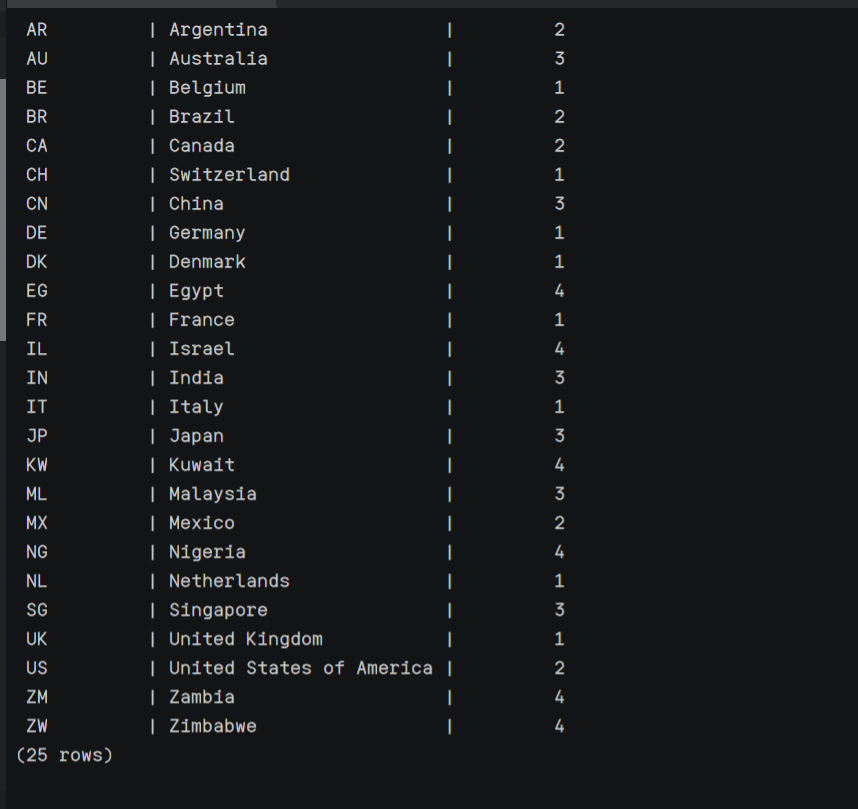 AR | Argentina | 2
AU | Australia | 3
BE | Belgium | 1
BR | Brazil | 2
CA | Canada | 2
CH | Switzerland | 1
CN | China | 3
DE | Germany | 1
DK | Denmark | 1
EG | Egypt | 4
FR | France | 1
IL | Israel | 4
IN | India | 3
IT | Italy | 1
JP | Japan | 3
KW | Kuwait | 4
ML | Malaysia | 3
MX | Mexico | 2
NG | Nigeria | 4
NL | Netherlands | 1
SG | Singapore | 3
UK | United Kingdom | 1
US | United States of America | 2
ZM | Zambia | 4
ZW | Zimbabwe | 4
(25 rows)